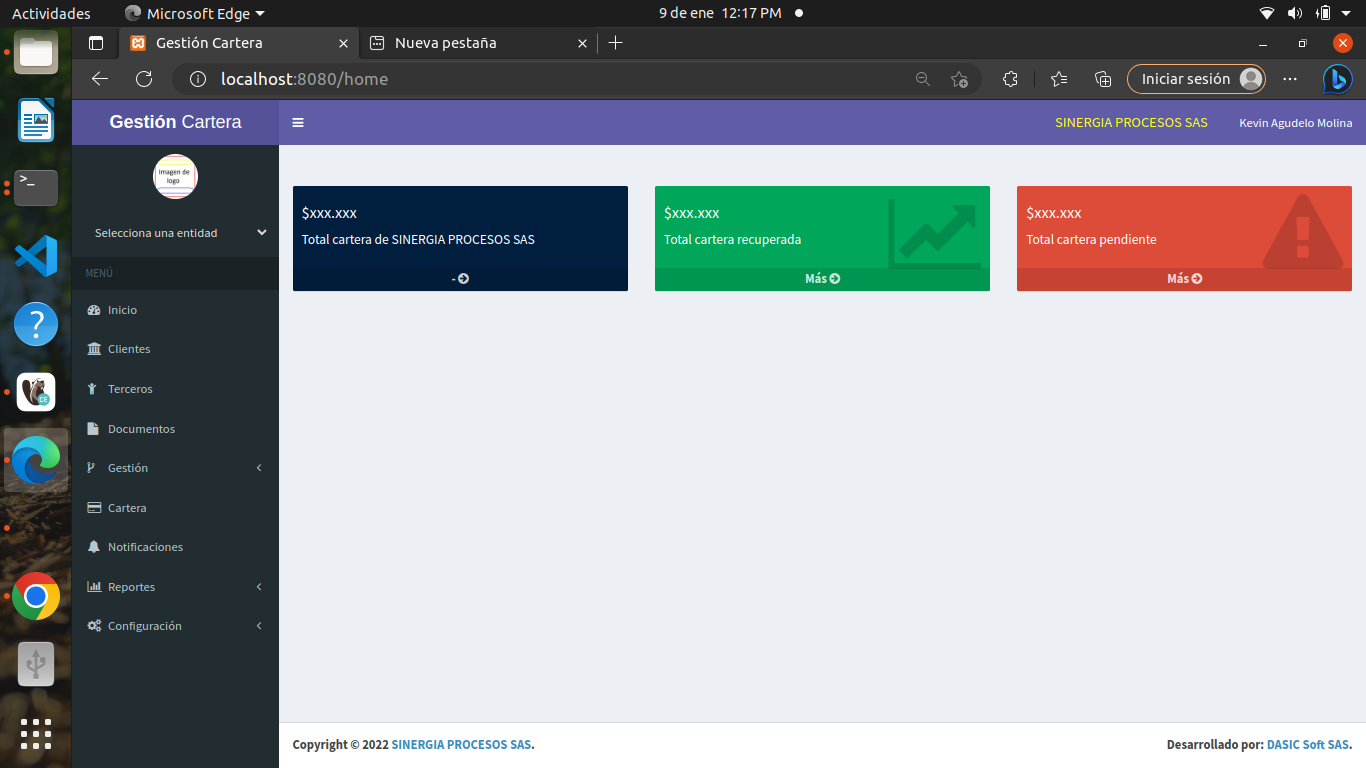 Actividades Microsoft Edge 9 de ene 12:17 PM
Gestión Cartera Nueva pestaña
localhost:8080/home Iniciar sesión
Gestión Cartera SINERGIA PROCESOS SAS Kevin Agudelo Molina
Imagen de
logo
Selecciona una entidad
MENÚ
Inicio
Clientes
Terceros
Documentos
Gestión
Cartera
Notificaciones
Reportes
Configuración
$xxx.xxx
Total cartera de SINERGIA PROCESOS SAS
-
$xxx.xxx
Total cartera recuperada
Más
$xxx.xxx
Total cartera pendiente
Más
Copyright © 2022 SINERGIA PROCESOS SAS. Desarrollado por: DASIC Soft SAS.